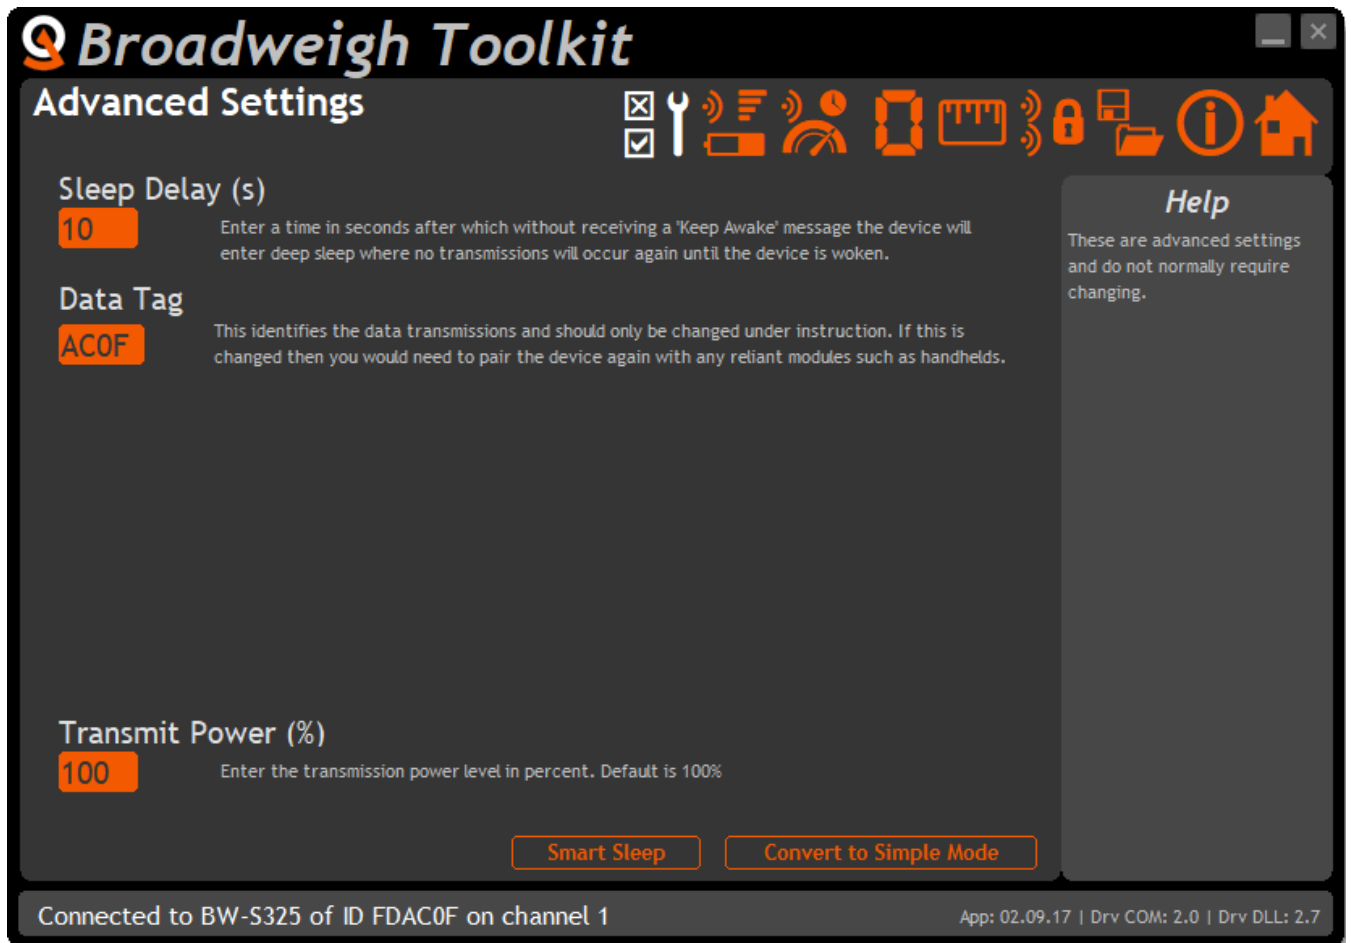 Broadweigh Toolkit
Advanced Settings
Sleep Delay (s)
10
Enter a time in seconds after which without receiving a 'Keep Awake' message the device will
enter deep sleep where no transmissions will occur again until the device is woken.
Data Tag
AC0F
This identifies the data transmissions and should only be changed under instruction. If this is
changed then you would need to pair the device again with any reliant modules such as handhelds.
Transmit Power (%)
100
Enter the transmission power level in percent. Default is 100%
Smart Sleep
Convert to Simple Mode
Help
These are advanced settings
and do not normally require
changing.
Connected to BW-S325 of ID FDAC0F on channel 1
App: 02.09.17 | Drv COM: 2.0 | Drv DLL: 2.7